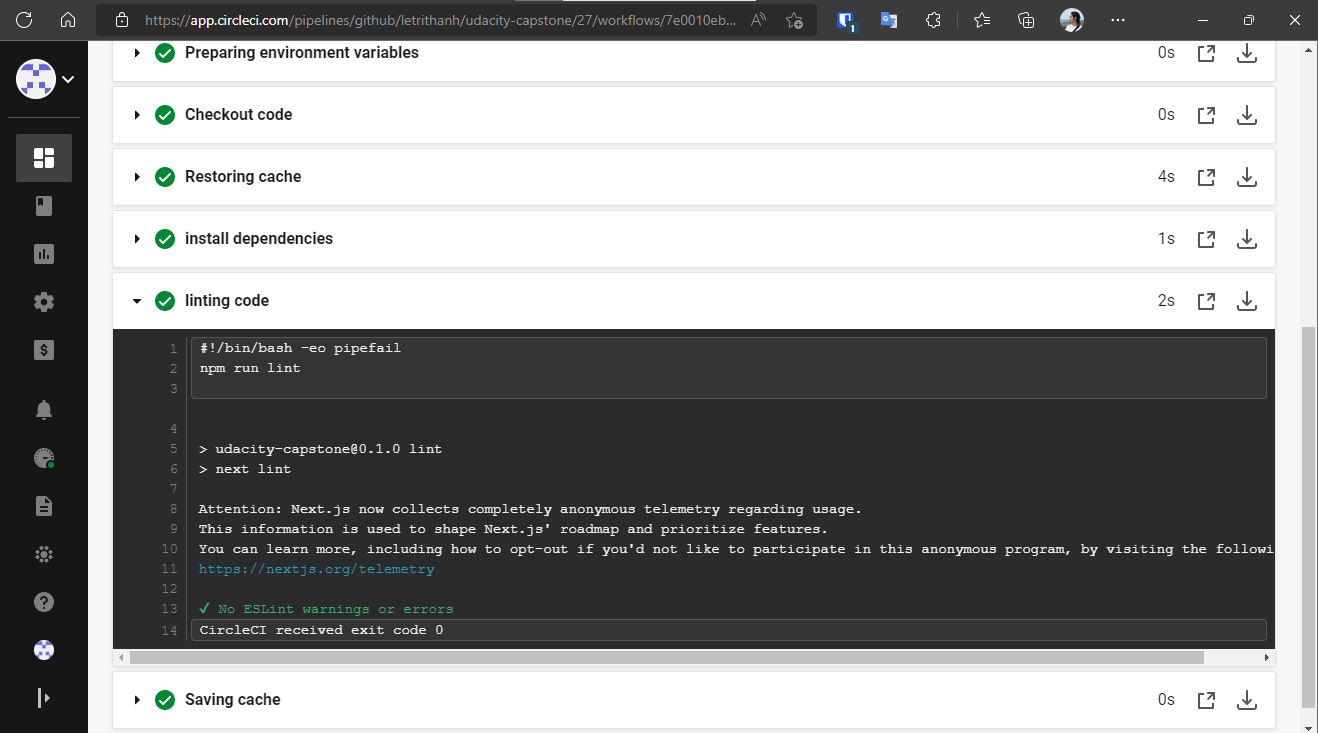 https://app.circleci.com/pipelines/github/letrithanh/udacity-capstone/27/workflows/7e0010eb...
1
Preparing environment variables 0s
Checkout code 0s
Restoring cache 4s
install dependencies 1s
linting code 2s
1 #!/bin/bash -eo pipefail
2 npm run lint
3
4
5 > udacity-capstone@0.1.0 lint
6 > next lint
7
8 Attention: Next.js now collects completely anonymous telemetry regarding usage.
9 This information is used to shape Next.js' roadmap and prioritize features.
10 You can learn more, including how to opt-out if you'd not like to participate in this anonymous program, by visiting the followi
11 https://nextjs.org/telemetry
12
13 ✓ No ESLint warnings or errors
14 CircleCI received exit code 0
Saving cache 0s